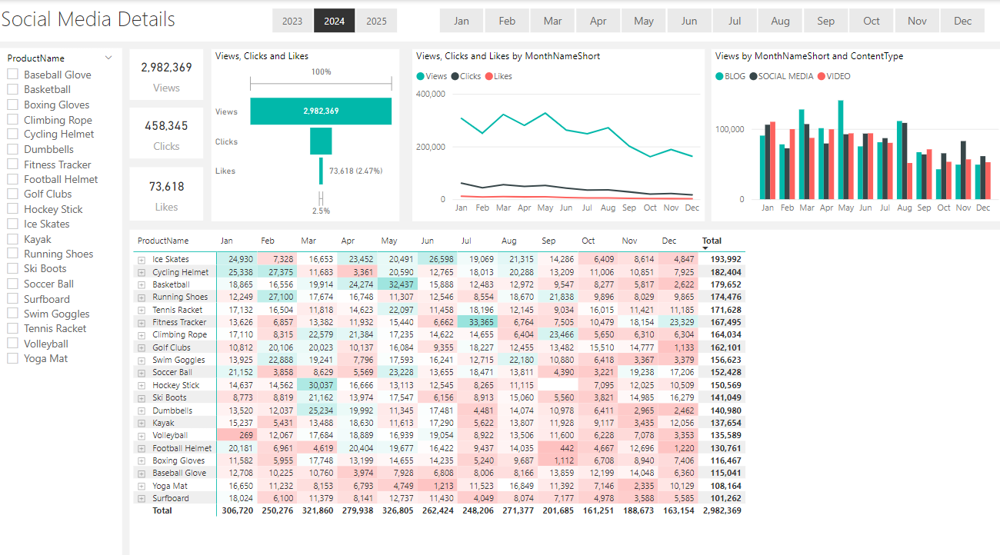 Social Media Details
2023 2024 2025
Jan Feb Mar Apr May Jun Jul Aug Sep Oct Nov Dec
ProductName
Baseball Glove
Basketball
Boxing Gloves
Climbing Rope
Cycling Helmet
Dumbbells
Fitness Tracker
Football Helmet
Golf Clubs
Hockey Stick
Ice Skates
Kayak
Running Shoes
Ski Boots
Soccer Ball
Surfboard
Swim Goggles
Tennis Racket
Volleyball
Yoga Mat
2,982,369
Views
458,345
Clicks
73,618
Likes
Views, Clicks and Likes
100%
Views 2,982,369
Clicks
Likes 73,618 (2.47%)
2.5%
Views, Clicks and Likes by MonthNameShort
Views Clicks Likes
400,000
200,000
0
Jan Feb Mar Apr May Jun Jul Aug Sep Oct Nov Dec
Views by MonthNameShort and ContentType
BLOG SOCIAL MEDIA VIDEO
100,000
0
Jan Feb Mar Apr May Jun Jul Aug Sep Oct Nov Dec
ProductName Jan Feb Mar Apr May Jun Jul Aug Sep Oct Nov Dec Total
Ice Skates 24,930 7,328 16,653 23,452 20,491 26,598 19,069 21,315 14,286 6,409 8,614 4,847 193,992
Cycling Helmet 25,338 27,375 11,683 3,361 20,590 12,765 18,013 20,288 13,209 11,006 10,851 7,925 182,404
Basketball 18,865 16,556 19,914 24,274 32,437 15,888 12,483 12,972 9,547 8,277 5,817 2,622 179,652
Running Shoes 12,249 27,100 17,674 16,748 11,307 12,546 8,554 18,670 21,838 9,896 8,029 9,865 174,476
Tennis Racket 17,132 16,504 11,818 14,623 22,097 11,458 18,196 12,145 9,034 16,015 11,421 11,185 171,628
Fitness Tracker 13,626 6,857 13,382 11,932 15,440 6,662 33,365 6,764 7,505 10,479 18,154 23,329 167,495
Climbing Rope 17,110 8,315 22,579 21,384 17,235 14,622 14,655 6,404 23,466 5,650 6,310 6,304 164,034
Golf Clubs 10,812 20,106 20,023 10,137 16,084 9,355 18,227 12,455 13,482 15,510 14,777 1,133 162,101
Swim Goggles 13,925 22,888 19,241 7,796 17,593 16,241 12,715 22,180 10,880 6,418 3,367 3,379 156,623
Soccer Ball 21,152 3,858 8,629 5,569 23,228 13,655 18,471 13,811 4,390 3,221 19,238 17,206 152,428
Hockey Stick 14,637 14,562 30,037 16,666 13,113 12,545 8,265 11,115 7,095 12,025 10,509 150,569
Ski Boots 8,773 8,819 21,162 13,974 17,547 6,156 8,913 15,060 5,560 3,821 14,985 16,279 141,049
Dumbbells 13,520 12,037 25,234 19,992 11,345 17,481 4,481 14,074 10,978 6,411 2,965 2,462 140,980
Kayak 15,237 5,431 13,488 18,630 11,613 17,290 5,622 13,807 11,928 9,117 3,435 12,056 137,654
Volleyball 269 12,067 17,684 18,889 16,939 19,054 8,922 13,506 11,600 6,228 7,078 3,353 135,589
Football Helmet 20,181 6,961 4,619 20,404 19,677 16,422 9,437 14,035 442 4,667 12,696 1,220 130,761
Boxing Gloves 11,582 5,955 17,748 13,199 14,655 14,235 5,240 9,687 1,112 6,708 8,940 7,406 116,467
Baseball Glove 12,708 10,225 10,760 3,974 7,928 6,808 8,006 8,166 13,859 12,199 14,048 6,360 115,041
Yoga Mat 16,650 11,232 8,153 6,793 4,749 1,213 11,523 16,849 11,392 7,146 2,335 10,129 108,164
Surfboard 18,024 6,100 11,379 8,141 12,737 11,430 4,049 8,074 7,177 4,978 3,588 5,585 101,262
Total 306,720 250,276 321,860 279,938 326,805 262,424 248,206 271,377 201,685 161,251 188,673 163,154 2,982,369